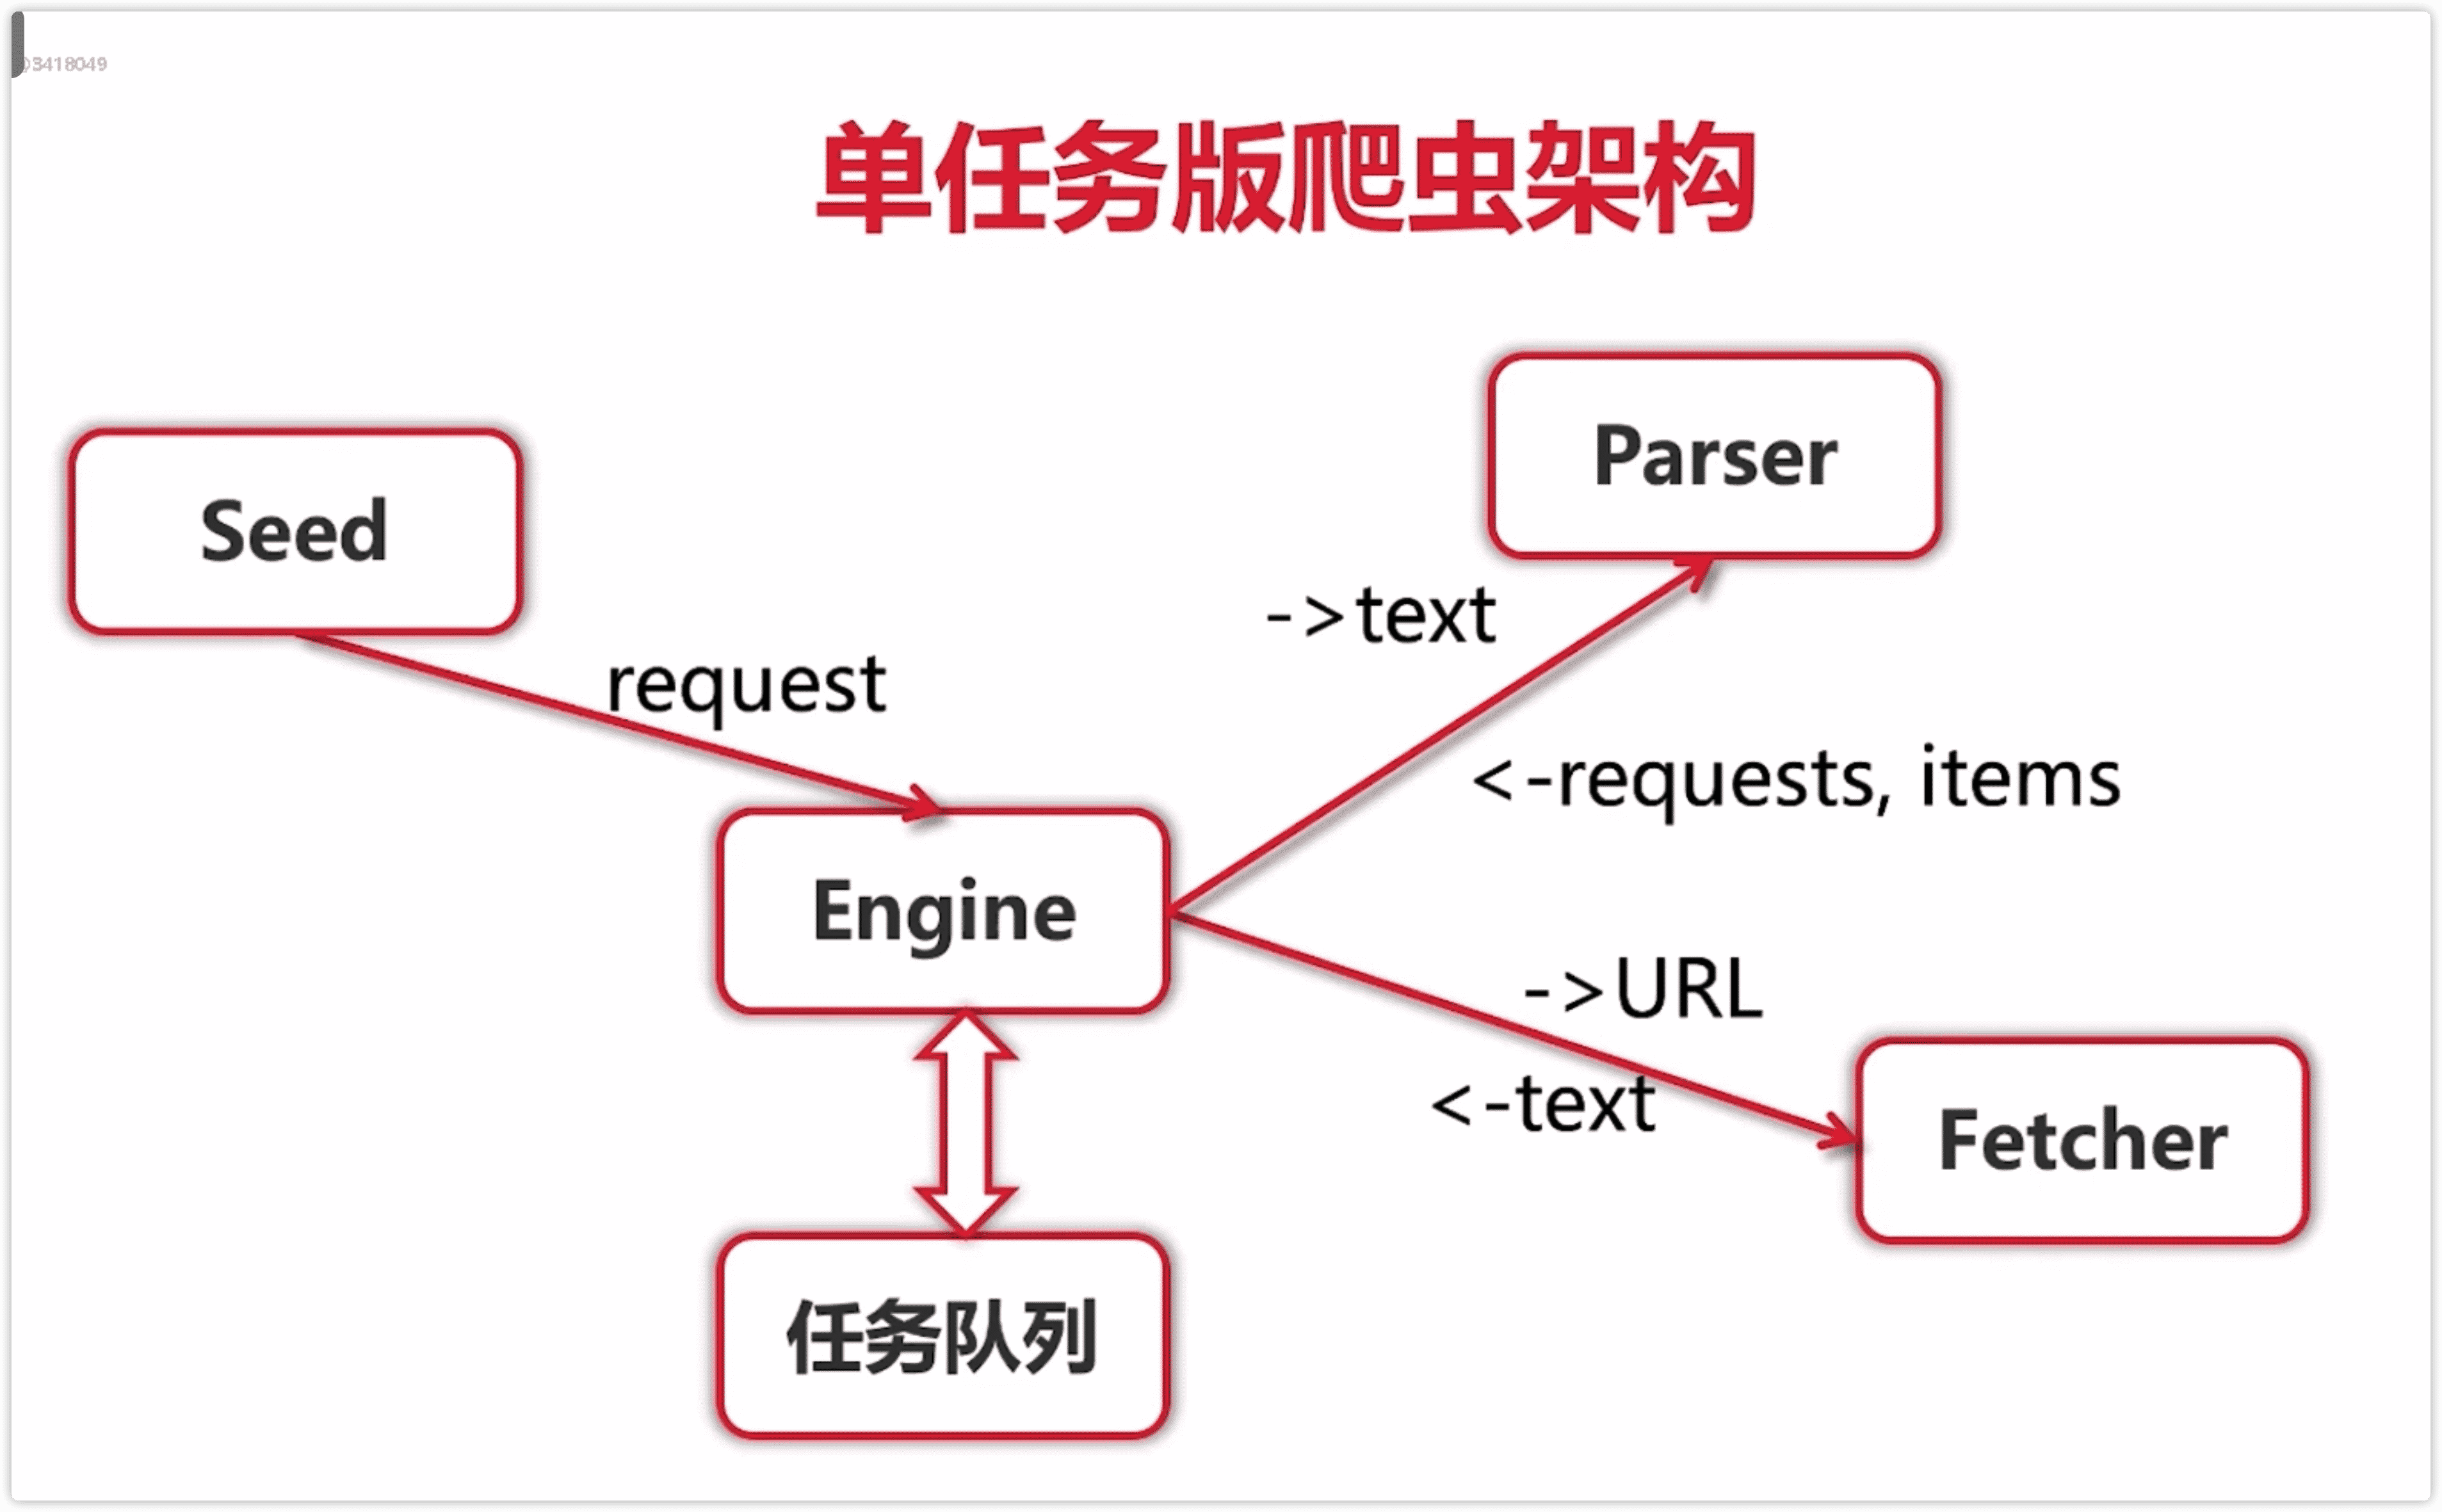 3418049
单任务版爬虫架构
Parser
Seed
->text
request
<-requests, items
Engine
->URL
<-text
Fetcher
任务队列